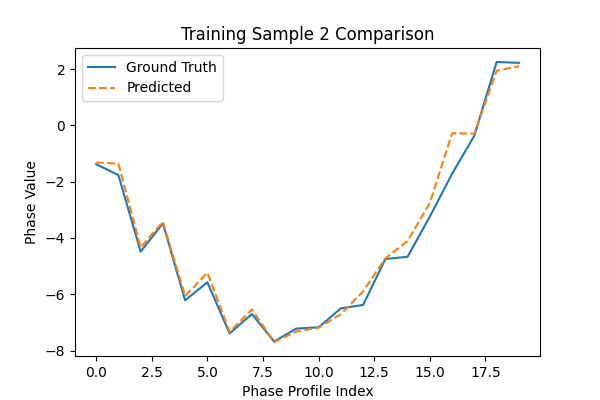 Training Sample 2 Comparison
Ground Truth
Predicted
Phase Value
2
0
−2
−4
−6
−8
0.0 2.5 5.0 7.5 10.0 12.5 15.0 17.5
Phase Profile Index